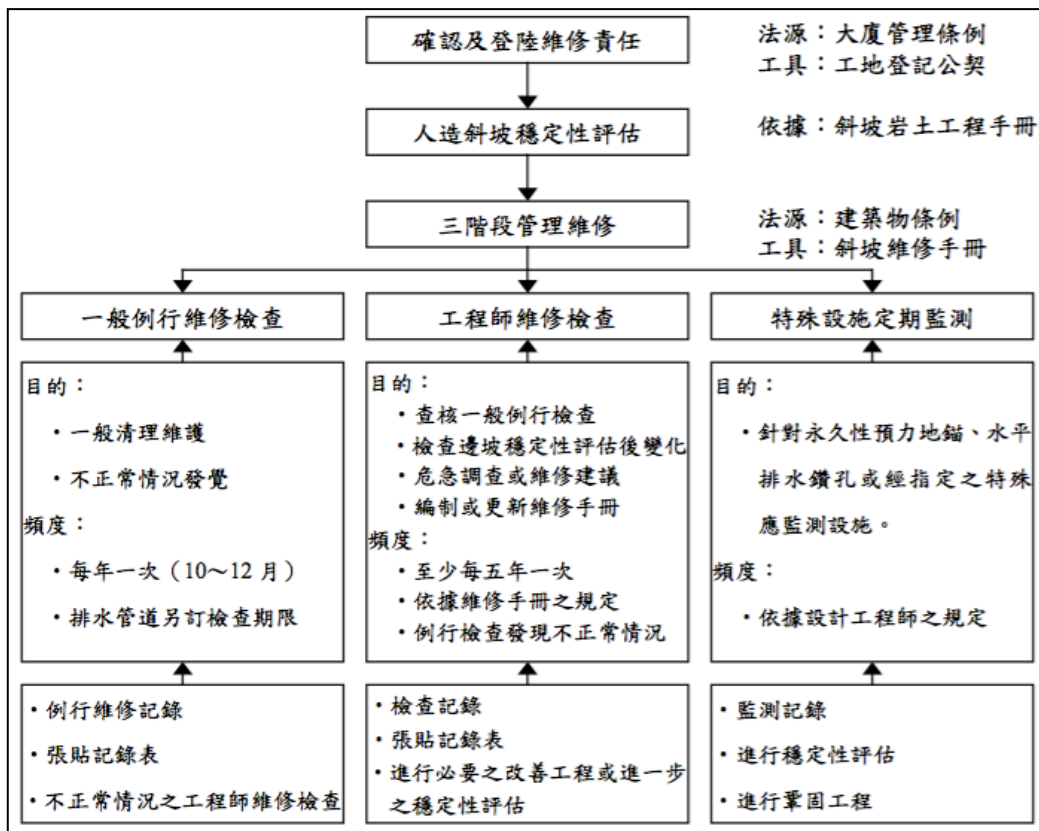 確認及登陸維修責任
法源：大廈管理條例
工具：工地登記公契
人造斜坡穩定性評估
依據：斜坡岩土工程手冊
三階段管理維修
法源：建築物條例
工具：斜坡維修手冊
一般例行維修檢查
目的：
・一般清理維護
・不正常情況發覺
頻度：
・每年一次（10～12月）
・排水管道另訂檢查期限
・例行維修記錄
・張貼記錄表
・不正常情況之工程師維修檢查
工程師維修檢查
目的：
・查核一般例行檢查
・檢查邊坡穩定性評估後變化
・危急調查或維修建議
・編制或更新維修手冊
頻度：
・至少每五年一次
・依據維修手冊之規定
・例行檢查發現不正常情況
・檢查記錄
・張貼記錄表
・進行必要之改善工程或進一步
之穩定性評估
特殊設施定期監測
目的：
・針對永久性預力地錨、水平
排水鑽孔或經指定之特殊
應監測設施。
頻度：
・依據設計工程師之規定
・監測記錄
・進行穩定性評估
・進行鞏固工程